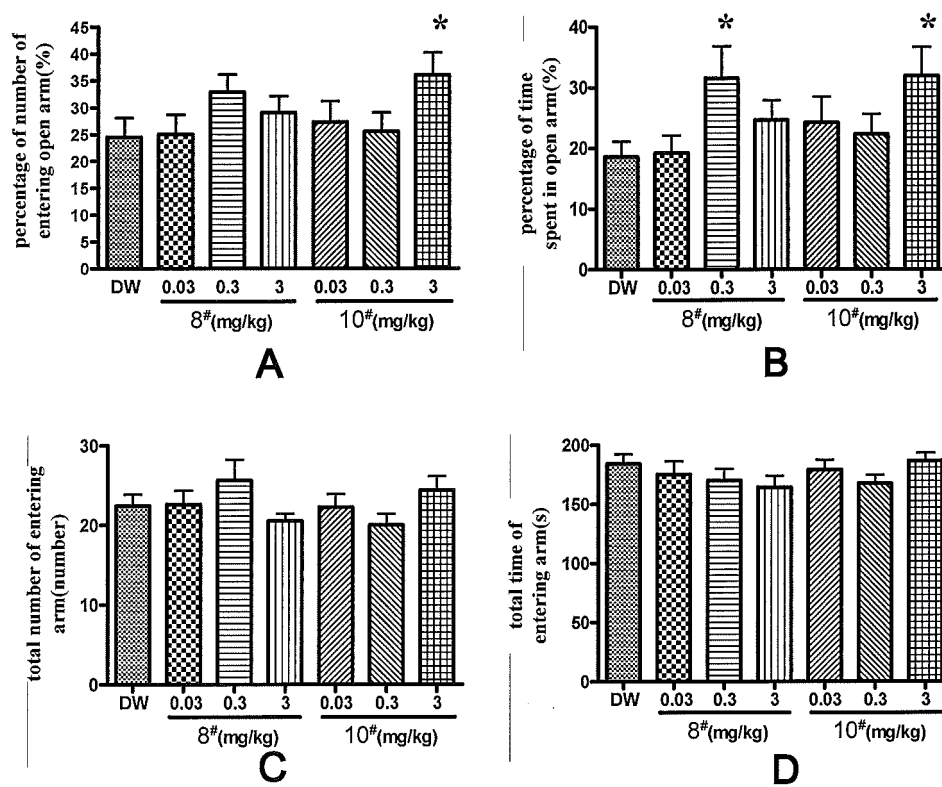 percentage of number of
entering open arm(%)
45
40
35
30
25
20
15
10
5
0
*
DW 0.03 0.3 3 0.03 0.3 3
8#(mg/kg) 10#(mg/kg)
A
percentage of time
spent in open arm(%)
40
30
20
10
0
* *
DW 0.03 0.3 3 0.03 0.3 3
8#(mg/kg) 10#(mg/kg)
B
total number of entering
arm(number)
30
20
10
0
DW 0.03 0.3 3 0.03 0.3 3
8#(mg/kg) 10#(mg/kg)
C
total time of
entering arm(s)
200
150
100
50
0
DW 0.03 0.3 3 0.03 0.3 3
8#(mg/kg) 10#(mg/kg)
D